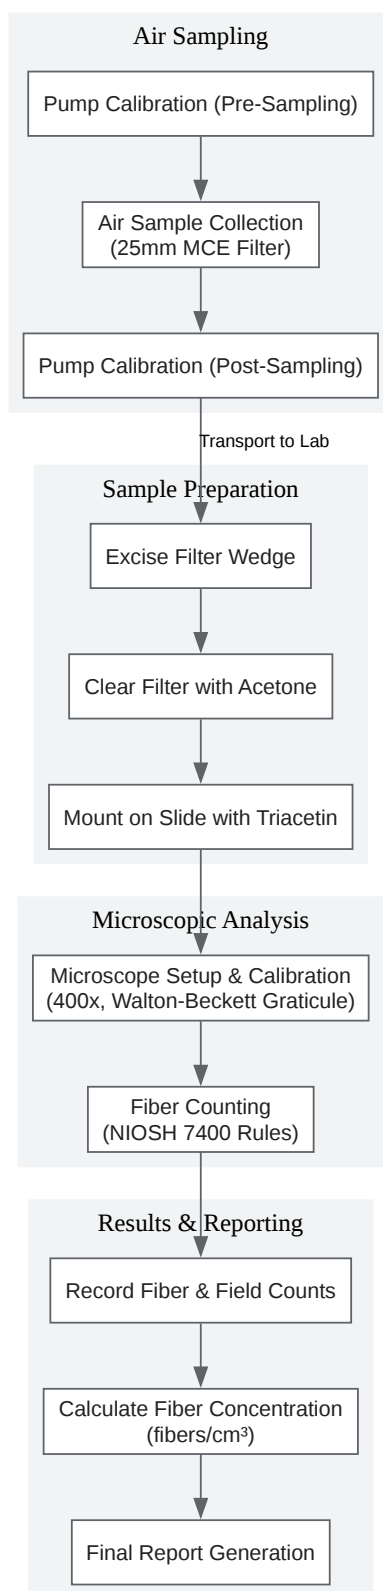 Air Sampling
Pump Calibration (Pre-Sampling)
Air Sample Collection
(25mm MCE Filter)
Pump Calibration (Post-Sampling)
Transport to Lab
Sample Preparation
Excise Filter Wedge
Clear Filter with Acetone
Mount on Slide with Triacetin
Microscopic Analysis
Microscope Setup & Calibration
(400x, Walton-Beckett Graticule)
Fiber Counting
(NIOSH 7400 Rules)
Results & Reporting
Record Fiber & Field Counts
Calculate Fiber Concentration
(fibers/cm³)
Final Report Generation